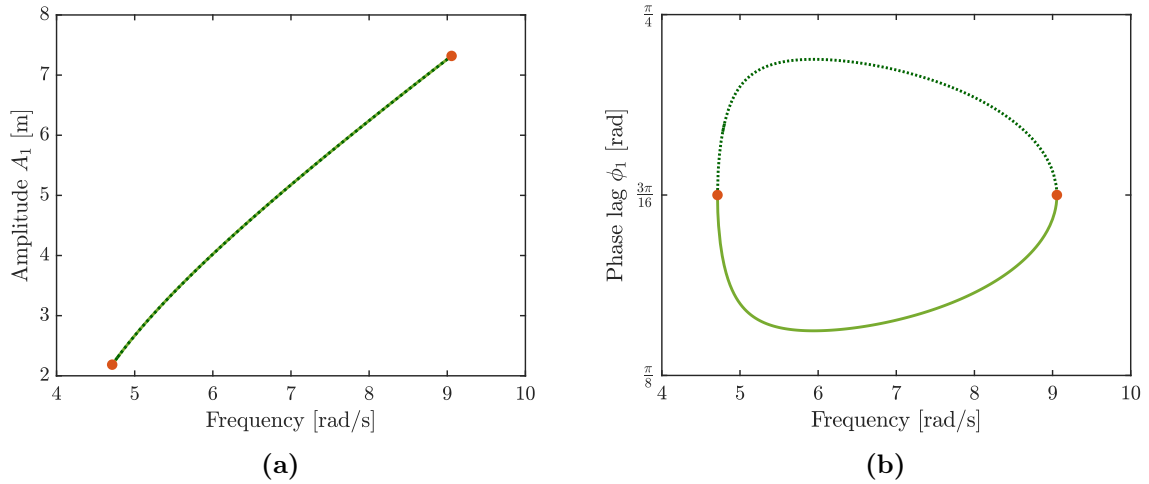 8
7
6
5
4
3
2
Amplitude A₁ [m]
4 5 6 7 8 9 10
Frequency [rad/s]
(a)
π/4
3π/16
π/8
Phase lag ϕ₁ [rad]
4 5 6 7 8 9 10
Frequency [rad/s]
(b)